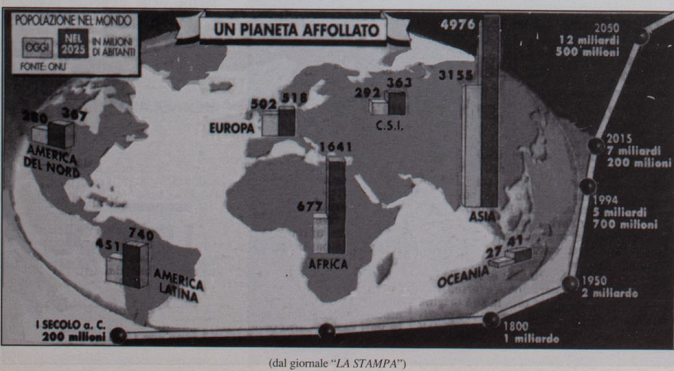 POPOLAZIONE NEL MONDO
OGGI
NEL
2025
IN MILIONI
DI ABITANTI
FONTE: ONU
UN PIANETA AFFOLLATO
280 367
AMERICA
DEL NORD
451 740
AMERICA
LATINA
502 518
EUROPA
292 363
C.S.I.
677 1641
AFRICA
3155 4976
ASIA
27 41
OCEANIA
I SECOLO a. C.
200 milioni
1800
1 miliardo
1950
2 miliardo
1994
5 miliardi
700 milioni
2015
7 miliardi
200 milioni
2050
12 miliardi
500 milioni
(dal giornale "LA STAMPA")